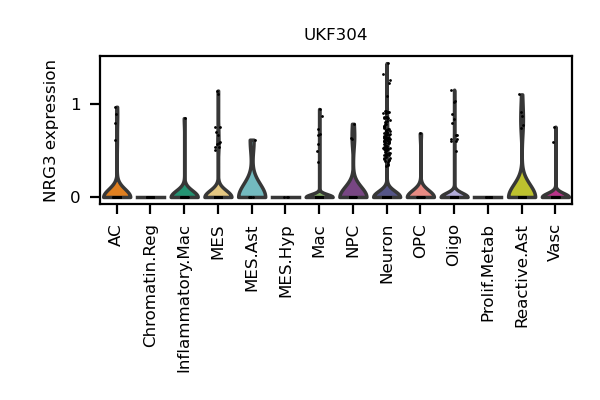 UKF304
NRG3 expression
1
0
AC
Chromatin.Reg
Inflammatory.Mac
MES
MES.Ast
MES.Hyp
Mac
NPC
Neuron
OPC
Oligo
Prolif.Metab
Reactive.Ast
Vasc